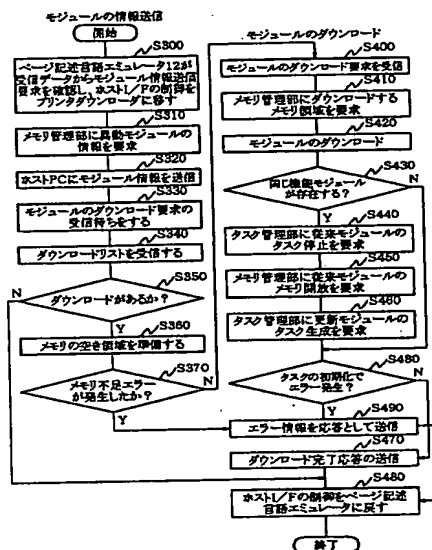 モジュールの情報送信
開始
S300
ページ記述言語エミュレータ12が
受信データからモジュール情報送信
要求を確認し、ホストI/Fの制御を
プリンタダウンローダに移す
S310
メモリ管理部に異動モジュールの
情報を要求
S320
ホストPCにモジュール情報を送信
S330
モジュールのダウンロード要求の
受信待ちをする
S340
ダウンロードリストを受信する
S350
ダウンロードがあるか?
N
Y
S360
メモリの空き領域を準備する
S370
メモリ不足エラー
が発生したか?
N
Y
モジュールのダウンロード
S400
モジュールのダウンロード要求を受信
S410
メモリ管理部にダウンロードする
メモリ領域を要求
S420
モジュールのダウンロード
S430
同じ機能モジュール
が存在する?
N
Y
S440
タスク管理部に従来モジュールの
タスク停止を要求
S450
メモリ管理部に従来モジュールの
メモリ開放を要求
S460
タスク管理部に更新モジュールの
タスク生成を要求
S480
タスクの初期化で
エラー発生?
N
Y
S490
エラー情報を応答として送信
S470
ダウンロード完了応答の送信
S480
ホストI/Fの制御をページ記述
言語エミュレータに戻す
終了